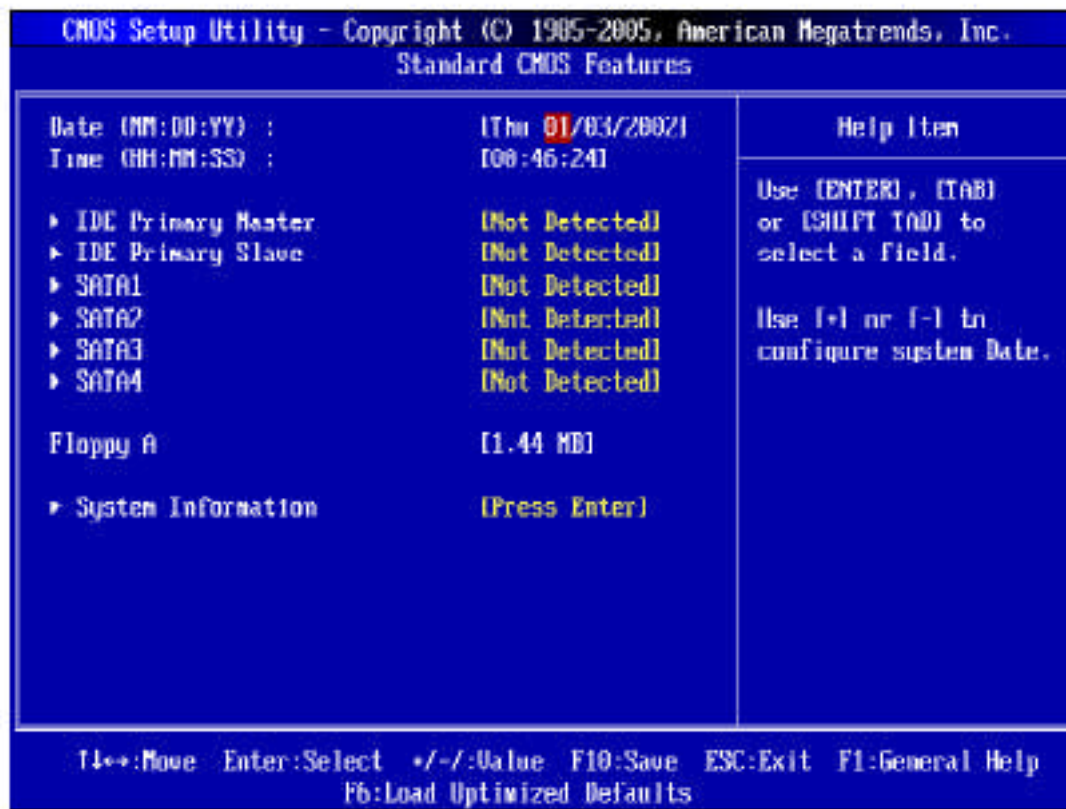 CMOS Setup Utility - Copyright (C) 1985-2005, American Megatrends, Inc.
Standard CMOS Features
Date (MM:DD:YY) : [Thu 01/03/2002]
Time (HH:MM:SS) : [00:46:24]
▶ IDE Primary Master [Not Detected]
▶ IDE Primary Slave [Not Detected]
▶ SATA1 [Not Detected]
▶ SATA2 [Not Detected]
▶ SATA3 [Not Detected]
▶ SATA4 [Not Detected]
Floppy A [1.44 MB]
▶ System Information [Press Enter]
Help Item
Use [ENTER], [TAB]
or [SHIFT TAB] to
select a field.
Use [+] or [-] to
configure system Date.
↑↓←→:Move Enter:Select +/-/:Value F10:Save ESC:Exit F1:General Help
F6:Load Optimized Defaults